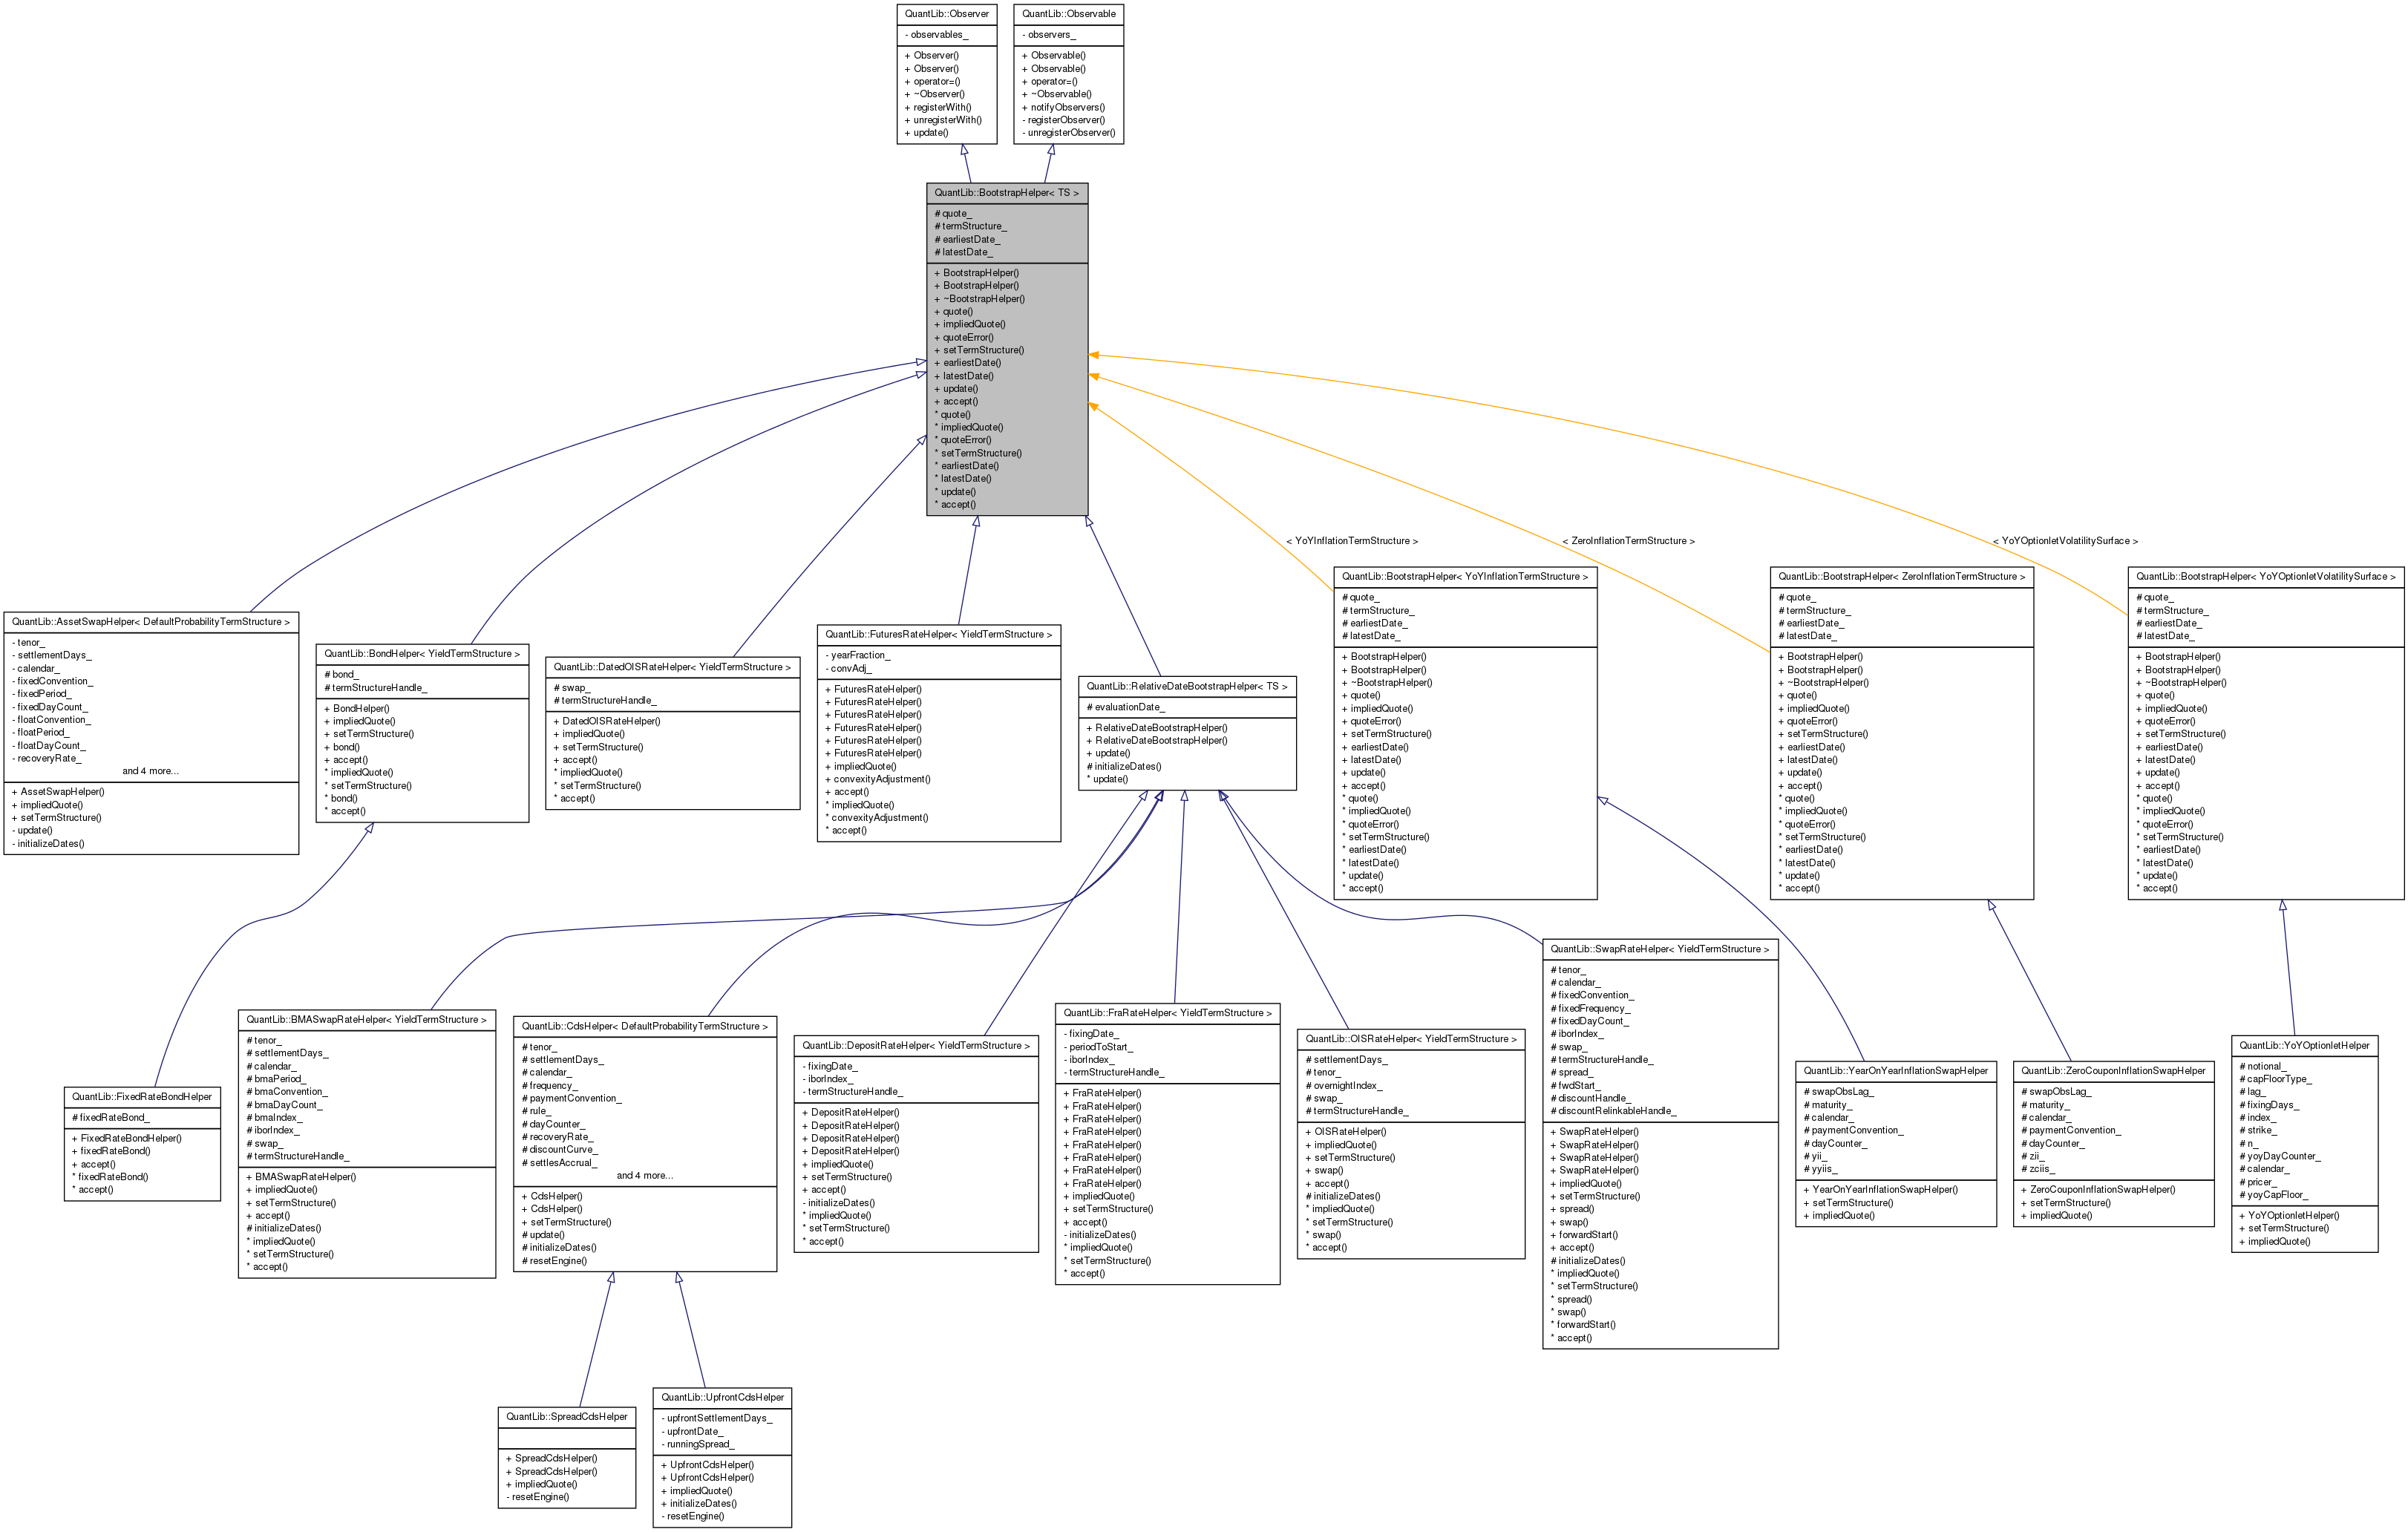 QuantLib::Observer
- observables_
+ Observer()
+ Observer()
+ operator=()
+ ~Observer()
+ registerWith()
+ unregisterWith()
+ update()
QuantLib::Observable
- observers_
+ Observable()
+ Observable()
+ operator=()
+ ~Observable()
+ notifyObservers()
- registerObserver()
- unregisterObserver()
QuantLib::BootstrapHelper< TS >
# quote_
# termStructure_
# earliestDate_
# latestDate_
+ BootstrapHelper()
+ BootstrapHelper()
+ ~BootstrapHelper()
+ quote()
+ impliedQuote()
+ quoteError()
+ setTermStructure()
+ earliestDate()
+ latestDate()
+ update()
+ accept()
* quote()
* impliedQuote()
* quoteError()
* setTermStructure()
* earliestDate()
* latestDate()
* update()
* accept()
< YoYInflationTermStructure >
< ZeroInflationTermStructure >
< YoYOptionletVolatilitySurface >
QuantLib::AssetSwapHelper< DefaultProbabilityTermStructure >
- tenor_
- settlementDays_
- calendar_
- fixedConvention_
- fixedPeriod_
- fixedDayCount_
- floatConvention_
- floatPeriod_
- floatDayCount_
- recoveryRate_
and 4 more...
+ AssetSwapHelper()
+ impliedQuote()
+ setTermStructure()
- update()
- initializeDates()
QuantLib::BondHelper< YieldTermStructure >
# bond_
# termStructureHandle_
+ BondHelper()
+ impliedQuote()
+ setTermStructure()
+ bond()
+ accept()
* impliedQuote()
* setTermStructure()
* bond()
* accept()
QuantLib::DatedOISRateHelper< YieldTermStructure >
# swap_
# termStructureHandle_
+ DatedOISRateHelper()
+ impliedQuote()
+ setTermStructure()
+ accept()
* impliedQuote()
* setTermStructure()
* accept()
QuantLib::FuturesRateHelper< YieldTermStructure >
- yearFraction_
- convAdj_
+ FuturesRateHelper()
+ FuturesRateHelper()
+ FuturesRateHelper()
+ FuturesRateHelper()
+ FuturesRateHelper()
+ FuturesRateHelper()
+ impliedQuote()
+ convexityAdjustment()
+ accept()
* impliedQuote()
* convexityAdjustment()
* accept()
QuantLib::RelativeDateBootstrapHelper< TS >
# evaluationDate_
+ RelativeDateBootstrapHelper()
+ RelativeDateBootstrapHelper()
+ update()
# initializeDates()
* update()
QuantLib::BootstrapHelper< YoYInflationTermStructure >
# quote_
# termStructure_
# earliestDate_
# latestDate_
+ BootstrapHelper()
+ BootstrapHelper()
+ ~BootstrapHelper()
+ quote()
+ impliedQuote()
+ quoteError()
+ setTermStructure()
+ earliestDate()
+ latestDate()
+ update()
+ accept()
* quote()
* impliedQuote()
* quoteError()
* setTermStructure()
* earliestDate()
* latestDate()
* update()
* accept()
QuantLib::BootstrapHelper< ZeroInflationTermStructure >
# quote_
# termStructure_
# earliestDate_
# latestDate_
+ BootstrapHelper()
+ BootstrapHelper()
+ ~BootstrapHelper()
+ quote()
+ impliedQuote()
+ quoteError()
+ setTermStructure()
+ earliestDate()
+ latestDate()
+ update()
+ accept()
* quote()
* impliedQuote()
* quoteError()
* setTermStructure()
* earliestDate()
* latestDate()
* update()
* accept()
QuantLib::BootstrapHelper< YoYOptionletVolatilitySurface >
# quote_
# termStructure_
# earliestDate_
# latestDate_
+ BootstrapHelper()
+ BootstrapHelper()
+ ~BootstrapHelper()
+ quote()
+ impliedQuote()
+ quoteError()
+ setTermStructure()
+ earliestDate()
+ latestDate()
+ update()
+ accept()
* quote()
* impliedQuote()
* quoteError()
* setTermStructure()
* earliestDate()
* latestDate()
* update()
* accept()
QuantLib::FixedRateBondHelper
# fixedRateBond_
+ FixedRateBondHelper()
+ fixedRateBond()
+ accept()
* fixedRateBond()
* accept()
QuantLib::BMASwapRateHelper< YieldTermStructure >
# tenor_
# settlementDays_
# calendar_
# bmaPeriod_
# bmaConvention_
# bmaDayCount_
# bmaIndex_
# iborIndex_
# swap_
# termStructureHandle_
+ BMASwapRateHelper()
+ impliedQuote()
+ setTermStructure()
+ accept()
# initializeDates()
* impliedQuote()
* setTermStructure()
* accept()
QuantLib::CdsHelper< DefaultProbabilityTermStructure >
# tenor_
# settlementDays_
# calendar_
# frequency_
# paymentConvention_
# rule_
# dayCounter_
# recoveryRate_
# discountCurve_
# settlesAccrual_
and 4 more...
+ CdsHelper()
+ CdsHelper()
+ setTermStructure()
# update()
# initializeDates()
# resetEngine()
QuantLib::DepositRateHelper< YieldTermStructure >
- fixingDate_
- iborIndex_
- termStructureHandle_
+ DepositRateHelper()
+ DepositRateHelper()
+ DepositRateHelper()
+ DepositRateHelper()
+ impliedQuote()
+ setTermStructure()
+ accept()
- initializeDates()
* impliedQuote()
* setTermStructure()
* accept()
QuantLib::FraRateHelper< YieldTermStructure >
- fixingDate_
- periodToStart_
- iborIndex_
- termStructureHandle_
+ FraRateHelper()
+ FraRateHelper()
+ FraRateHelper()
+ FraRateHelper()
+ FraRateHelper()
+ FraRateHelper()
+ FraRateHelper()
+ FraRateHelper()
+ impliedQuote()
+ setTermStructure()
+ accept()
- initializeDates()
* impliedQuote()
* setTermStructure()
* accept()
QuantLib::OISRateHelper< YieldTermStructure >
# settlementDays_
# tenor_
# overnightIndex_
# swap_
# termStructureHandle_
+ OISRateHelper()
+ impliedQuote()
+ setTermStructure()
+ swap()
+ accept()
# initializeDates()
* impliedQuote()
* setTermStructure()
* swap()
* accept()
QuantLib::SwapRateHelper< YieldTermStructure >
# tenor_
# calendar_
# fixedConvention_
# fixedFrequency_
# fixedDayCount_
# iborIndex_
# swap_
# termStructureHandle_
# spread_
# fwdStart_
# discountHandle_
# discountRelinkableHandle_
+ SwapRateHelper()
+ SwapRateHelper()
+ SwapRateHelper()
+ SwapRateHelper()
+ impliedQuote()
+ setTermStructure()
+ spread()
+ swap()
+ forwardStart()
+ accept()
# initializeDates()
* impliedQuote()
* setTermStructure()
* spread()
* swap()
* forwardStart()
* accept()
QuantLib::YearOnYearInflationSwapHelper
# swapObsLag_
# maturity_
# calendar_
# paymentConvention_
# dayCounter_
# yii_
# yyiis_
+ YearOnYearInflationSwapHelper()
+ setTermStructure()
+ impliedQuote()
QuantLib::ZeroCouponInflationSwapHelper
# swapObsLag_
# maturity_
# calendar_
# paymentConvention_
# dayCounter_
# zii_
# zciis_
+ ZeroCouponInflationSwapHelper()
+ setTermStructure()
+ impliedQuote()
QuantLib::YoYOptionletHelper
# notional_
# capFloorType_
# lag_
# fixingDays_
# index_
# strike_
# n_
# yoyDayCounter_
# calendar_
# pricer_
# yoyCapFloor_
+ YoYOptionletHelper()
+ setTermStructure()
+ impliedQuote()
QuantLib::SpreadCdsHelper
+ SpreadCdsHelper()
+ SpreadCdsHelper()
+ impliedQuote()
- resetEngine()
QuantLib::UpfrontCdsHelper
- upfrontSettlementDays_
- upfrontDate_
- runningSpread_
+ UpfrontCdsHelper()
+ UpfrontCdsHelper()
+ impliedQuote()
+ initializeDates()
- resetEngine()